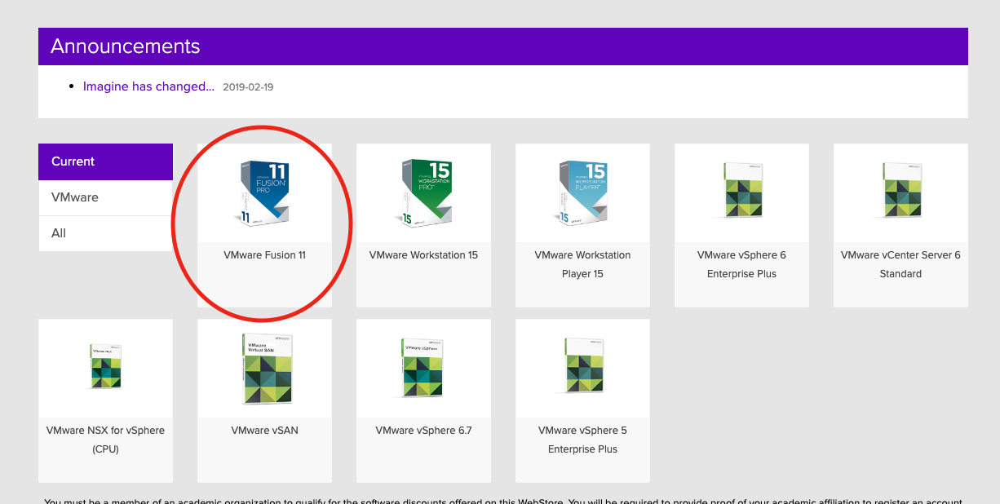 Announcements
Imagine has changed... 2019-02-19
Current
VMware
All
11
FUSION
PRO
11
VMware Fusion 11
15
WORKSTATION
PRO
15
VMware Workstation 15
15
WORKSTATION
PLAYER
15
VMware Workstation
Player 15
VMware vSphere 6
Enterprise Plus
VMware vCenter Server 6
Standard
VMware NSX
VMware NSX for vSphere
(CPU)
VMware
Virtual SAN
VMware vSAN
VMware vSphere
VMware vSphere 6.7
VMware vSphere 5
Enterprise Plus
You must be a member of an academic organization to qualify for the software discounts offered on this WebStore. You will be required to provide proof of your academic affiliation to register an account